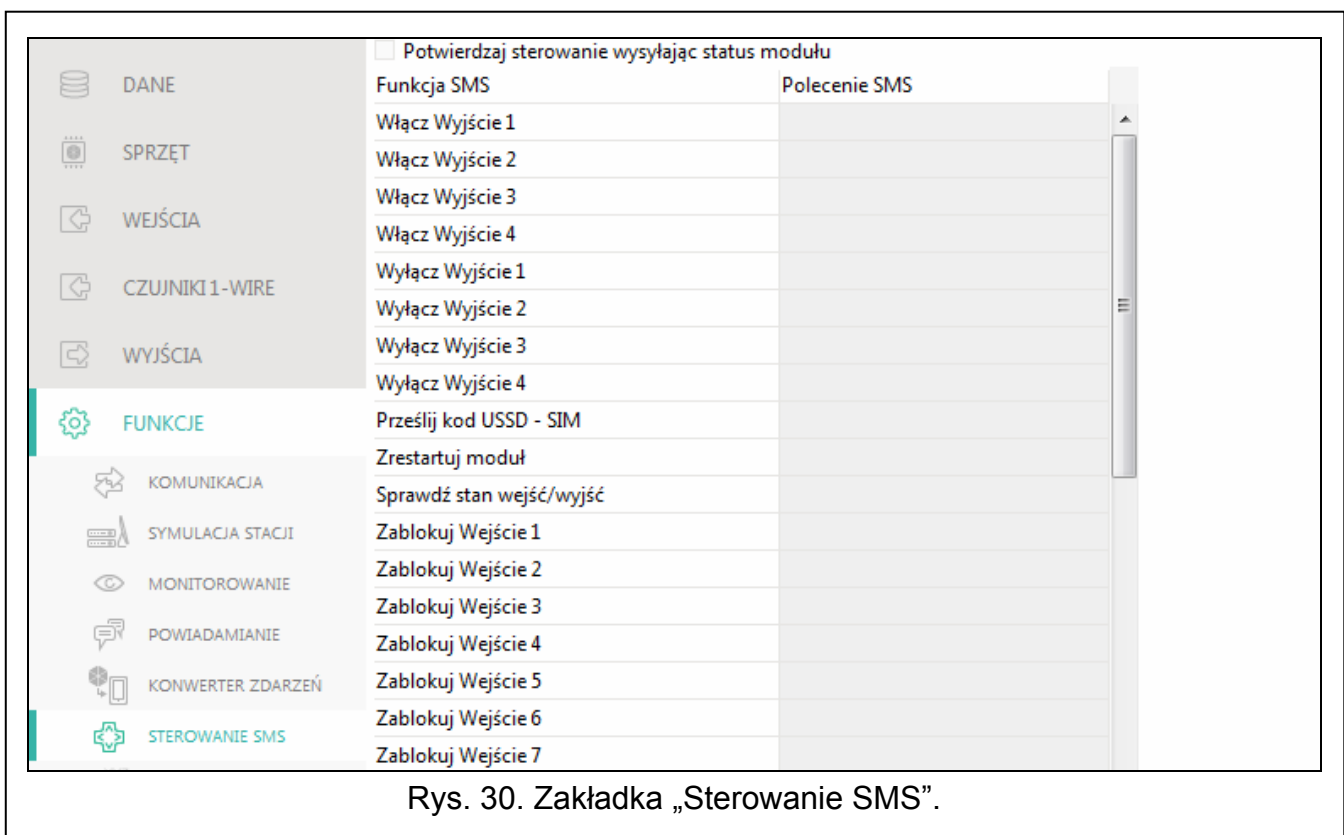 Potwierdzaj sterowanie wysyłając status modułu
Funkcja SMS Polecenie SMS
Włącz Wyjście 1
Włącz Wyjście 2
Włącz Wyjście 3
Włącz Wyjście 4
Wyłącz Wyjście 1
Wyłącz Wyjście 2
Wyłącz Wyjście 3
Wyłącz Wyjście 4
Prześlij kod USSD - SIM
Zrestartuj moduł
Sprawdź stan wejść/wyjść
Zablokuj Wejście 1
Zablokuj Wejście 2
Zablokuj Wejście 3
Zablokuj Wejście 4
Zablokuj Wejście 5
Zablokuj Wejście 6
Zablokuj Wejście 7
DANE
SPRZĘT
WEJŚCIA
CZUJNIKI 1-WIRE
WYJŚCIA
FUNKCJE
KOMUNIKACJA
SYMULACJA STACJI
MONITOROWANIE
POWIADAMIANIE
KONWERTER ZDARZEŃ
STEROWANIE SMS
Rys. 30. Zakładka „Sterowanie SMS”.